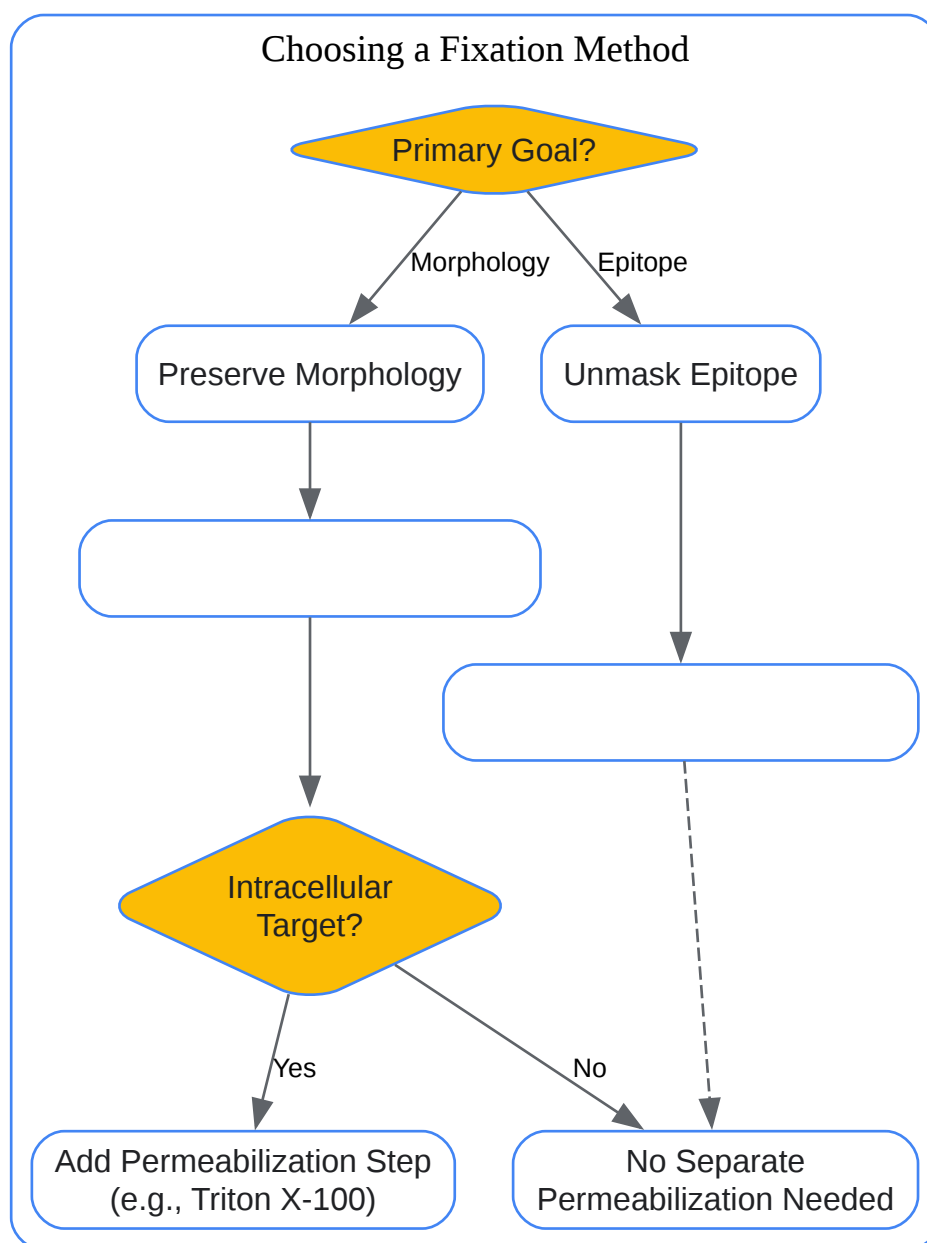 Choosing a Fixation Method
Primary Goal?
Morphology
Epitope
Preserve Morphology
Unmask Epitope
Intracellular
Target?
Yes
No
Add Permeabilization Step
(e.g., Triton X-100)
No Separate
Permeabilization Needed